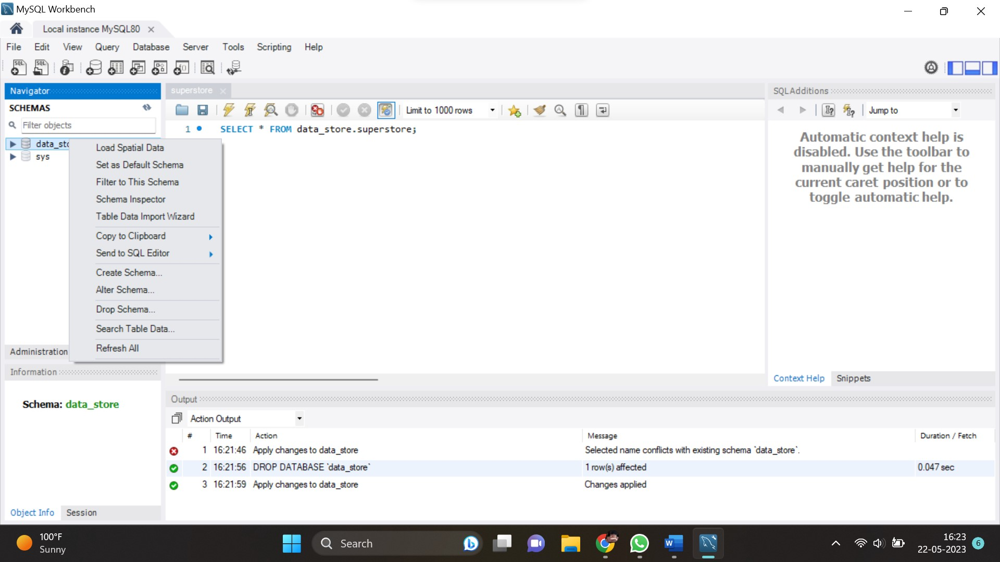 MySQL Workbench
Local instance MySQL80
File Edit View Query Database Server Tools Scripting Help
Navigator
SCHEMAS
Filter objects
data_sto
sys
Load Spatial Data
Set as Default Schema
Filter to This Schema
Schema Inspector
Table Data Import Wizard
Copy to Clipboard
Send to SQL Editor
Create Schema...
Alter Schema...
Drop Schema...
Search Table Data...
Refresh All
Administration
Information
Schema: data_store
Object Info Session
superstore
Limit to 1000 rows
1 SELECT * FROM data_store.superstore;
SQLAdditions
Jump to
Automatic context help is
disabled. Use the toolbar to
manually get help for the
current caret position or to
toggle automatic help.
Context Help Snippets
Output
Action Output
# Time Action Message Duration / Fetch
1 16:21:46 Apply changes to data_store Selected name conflicts with existing schema `data_store`.
2 16:21:56 DROP DATABASE `data_store` 1 row(s) affected 0.047 sec
3 16:21:59 Apply changes to data_store Changes applied
100°F
Sunny
Search
16:23
22-05-2023
6